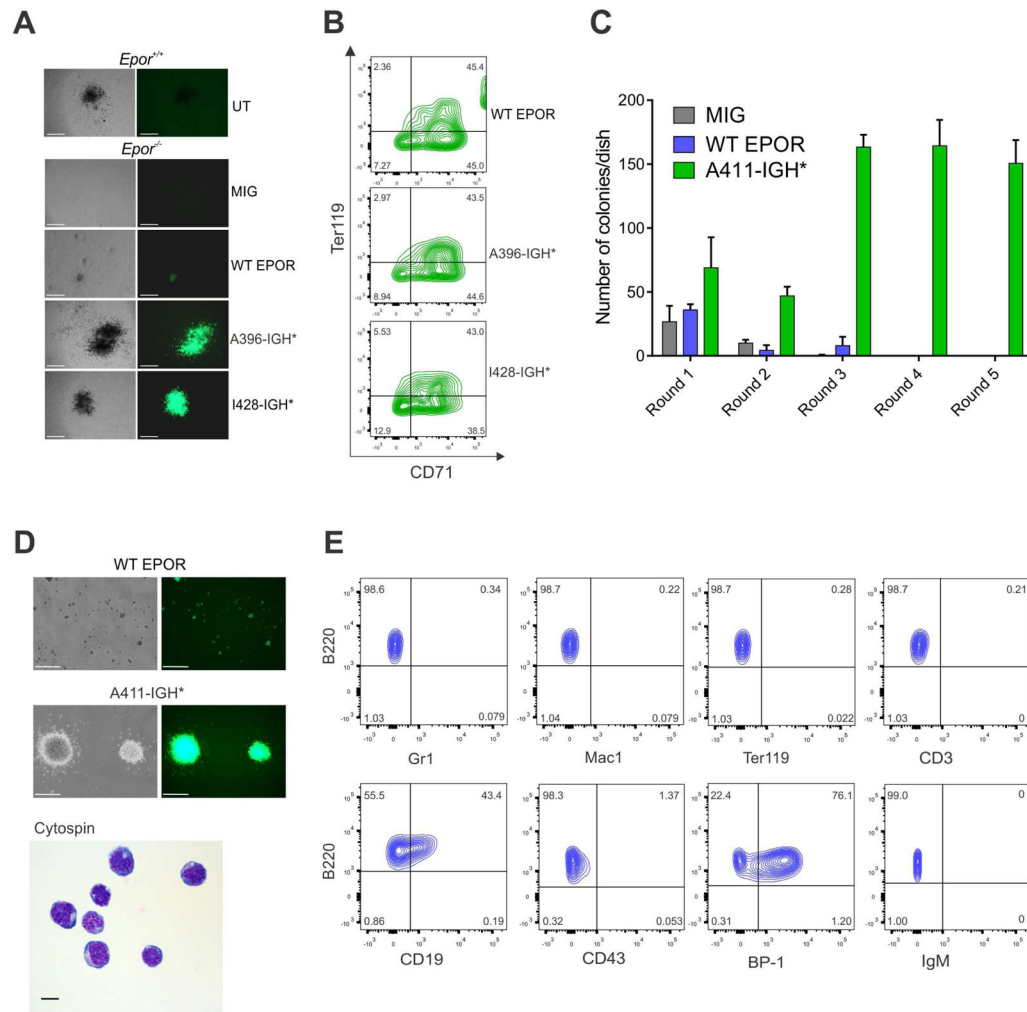 A
Epor+/+
UT
Epor-/-
MIG
WT EPOR
A396-IGH*
I428-IGH*
B
Ter119
2.36 45.4
7.27 45.0
WT EPOR
2.97 43.5
8.94 44.6
A396-IGH*
5.53 43.0
12.9 38.5
I428-IGH*
CD71
C
Number of colonies/dish
200
150
100
50
0
MIG
WT EPOR
A411-IGH*
Round 1 Round 2 Round 3 Round 4 Round 5
D
WT EPOR
A411-IGH*
Cytospin
E
B220
98.6 0.34
1.03 0.079
Gr1
98.7 0.22
1.04 0.079
Mac1
98.7 0.28
1.03 0.022
Ter119
98.7 0.21
1.03 0
CD3
B220
55.5 43.4
0.86 0.19
CD19
98.3 1.37
0.32 0.053
CD43
22.4 76.1
0.31 1.20
BP-1
99.0 0
1.00 0
IgM